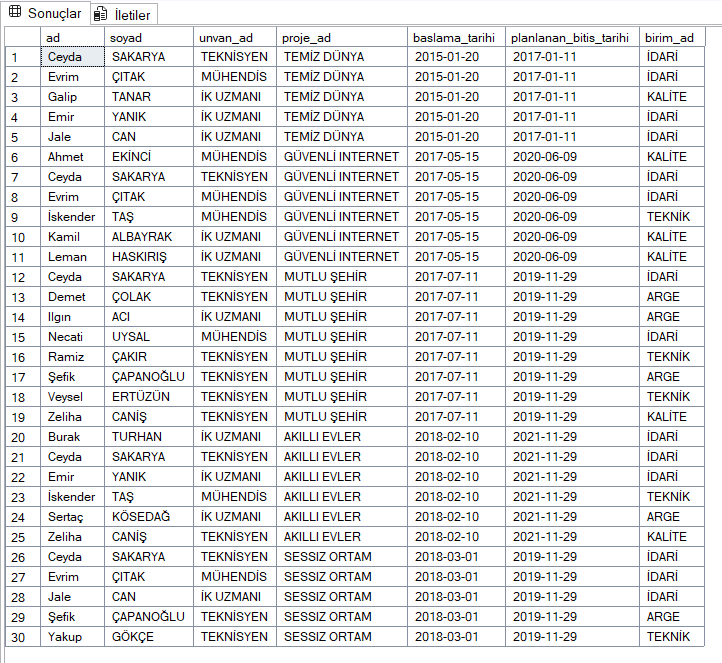 Sonuçlar İletiler
ad soyad unvan_ad proje_ad baslama_tarihi planlanan_bitis_tarihi birim_ad
1 Ceyda SAKARYA TEKNİSYEN TEMİZ DÜNYA 2015-01-20 2017-01-11 İDARİ
2 Evrim ÇITAK MÜHENDİS TEMİZ DÜNYA 2015-01-20 2017-01-11 İDARİ
3 Galip TANAR İK UZMANI TEMİZ DÜNYA 2015-01-20 2017-01-11 KALİTE
4 Emir YANIK İK UZMANI TEMİZ DÜNYA 2015-01-20 2017-01-11 İDARİ
5 Jale CAN İK UZMANI TEMİZ DÜNYA 2015-01-20 2017-01-11 İDARİ
6 Ahmet EKİNCİ MÜHENDİS GÜVENLİ INTERNET 2017-05-15 2020-06-09 KALİTE
7 Ceyda SAKARYA TEKNİSYEN GÜVENLİ INTERNET 2017-05-15 2020-06-09 İDARİ
8 Evrim ÇITAK MÜHENDİS GÜVENLİ INTERNET 2017-05-15 2020-06-09 İDARİ
9 İskender TAŞ MÜHENDİS GÜVENLİ INTERNET 2017-05-15 2020-06-09 TEKNİK
10 Kamil ALBAYRAK İK UZMANI GÜVENLİ INTERNET 2017-05-15 2020-06-09 KALİTE
11 Leman HASKIRIŞ İK UZMANI GÜVENLİ INTERNET 2017-05-15 2020-06-09 KALİTE
12 Ceyda SAKARYA TEKNİSYEN MUTLU ŞEHİR 2017-07-11 2019-11-29 İDARİ
13 Demet ÇOLAK TEKNİSYEN MUTLU ŞEHİR 2017-07-11 2019-11-29 ARGE
14 Ilgın ACI İK UZMANI MUTLU ŞEHİR 2017-07-11 2019-11-29 ARGE
15 Necati UYSAL MÜHENDİS MUTLU ŞEHİR 2017-07-11 2019-11-29 İDARİ
16 Ramiz ÇAKIR TEKNİSYEN MUTLU ŞEHİR 2017-07-11 2019-11-29 TEKNİK
17 Şefik ÇAPANOĞLU TEKNİSYEN MUTLU ŞEHİR 2017-07-11 2019-11-29 ARGE
18 Veysel ERTÜZÜN TEKNİSYEN MUTLU ŞEHİR 2017-07-11 2019-11-29 TEKNİK
19 Zeliha CANİŞ TEKNİSYEN MUTLU ŞEHİR 2017-07-11 2019-11-29 KALİTE
20 Burak TURHAN İK UZMANI AKILLI EVLER 2018-02-10 2021-11-29 İDARİ
21 Ceyda SAKARYA TEKNİSYEN AKILLI EVLER 2018-02-10 2021-11-29 İDARİ
22 Emir YANIK İK UZMANI AKILLI EVLER 2018-02-10 2021-11-29 İDARİ
23 İskender TAŞ MÜHENDİS AKILLI EVLER 2018-02-10 2021-11-29 TEKNİK
24 Sertaç KÖSEDAĞ İK UZMANI AKILLI EVLER 2018-02-10 2021-11-29 ARGE
25 Zeliha CANİŞ TEKNİSYEN AKILLI EVLER 2018-02-10 2021-11-29 KALİTE
26 Ceyda SAKARYA TEKNİSYEN SESSIZ ORTAM 2018-03-01 2019-11-29 İDARİ
27 Evrim ÇITAK MÜHENDİS SESSIZ ORTAM 2018-03-01 2019-11-29 İDARİ
28 Jale CAN İK UZMANI SESSIZ ORTAM 2018-03-01 2019-11-29 İDARİ
29 Şefik ÇAPANOĞLU TEKNİSYEN SESSIZ ORTAM 2018-03-01 2019-11-29 ARGE
30 Yakup GÖKÇE TEKNİSYEN SESSIZ ORTAM 2018-03-01 2019-11-29 TEKNİK